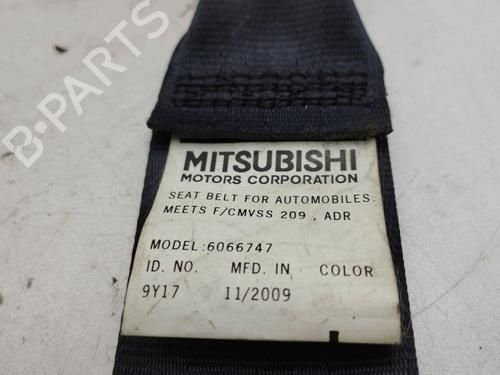 B-PARTS
MITSUBISHI
MOTORS CORPORATION
SEAT BELT FOR AUTOMOBILES.
MEETS F/CMVSS 209 , ADR
MODEL:6066747
ID. NO. MFD. IN COLOR
9Y17 11/2009